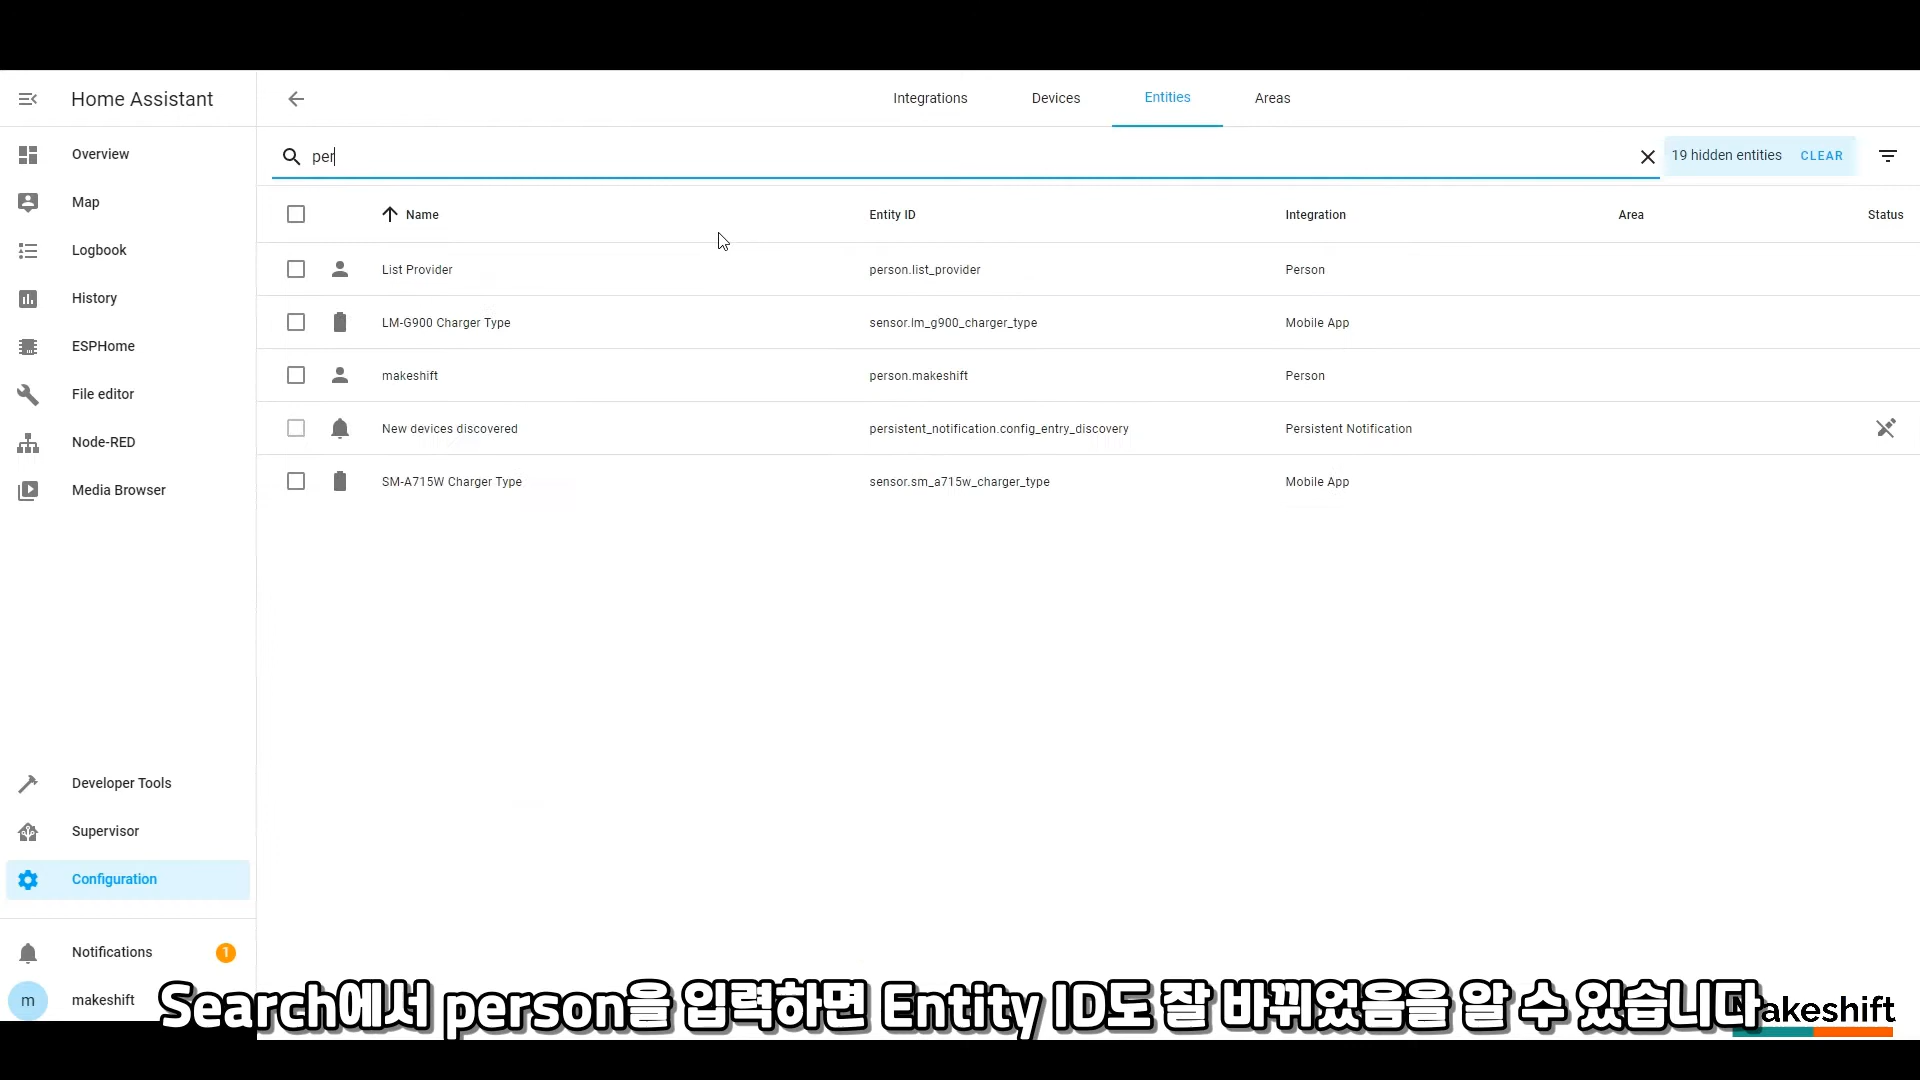 Home Assistant
Integrations
Devices
Entities
Areas
Overview
Map
Logbook
History
ESPHome
File editor
Node-RED
Media Browser
Developer Tools
Supervisor
Configuration
Notifications
1
m
makeshift
per
19 hidden entities
CLEAR
Name Entity ID Integration Area Status
List Provider person.list_provider Person
LM-G900 Charger Type sensor.lm_g900_charger_type Mobile App
makeshift person.makeshift Person
New devices discovered persistent_notification.config_entry_discovery Persistent Notification
SM-A715W Charger Type sensor.sm_a715w_charger_type Mobile App
Search에서 person을 입력하면 Entity ID도 잘 바뀌었음을 알 수 있습니다
akeshift